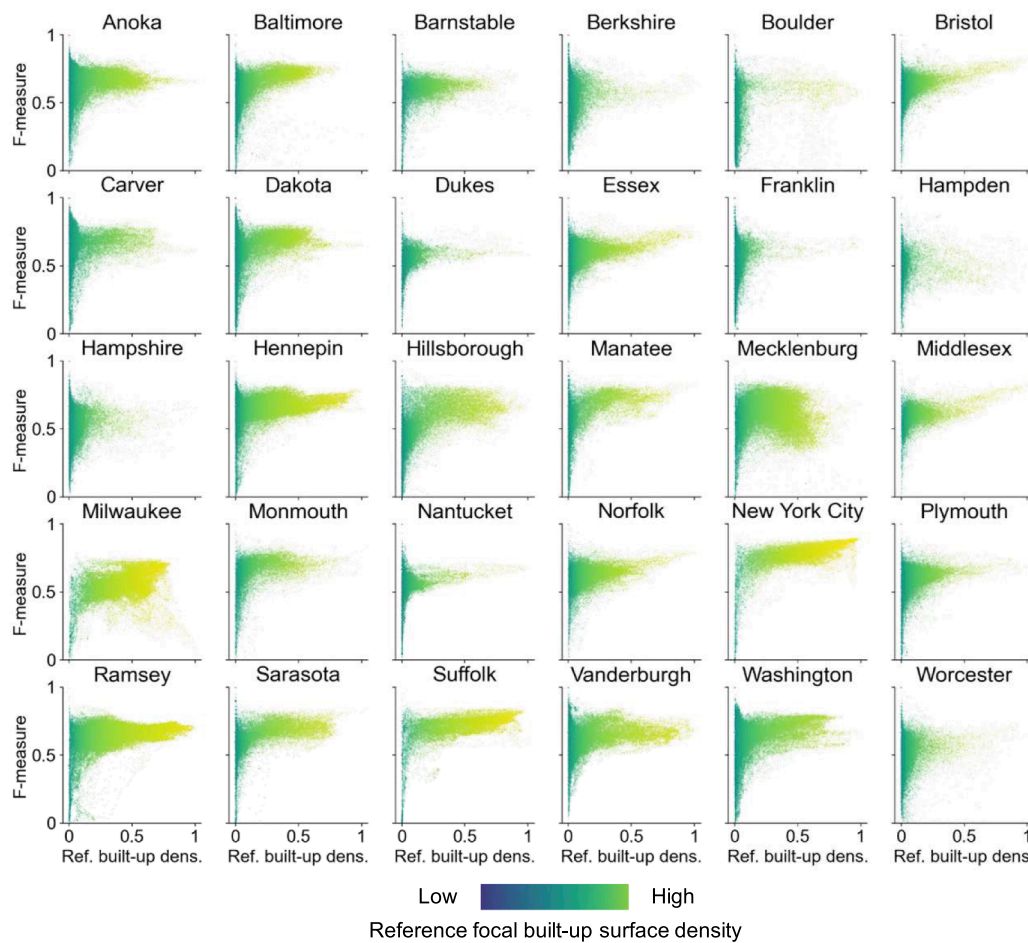 Anoka Baltimore Barnstable Berkshire Boulder Bristol
F-measure
1
0.5
0
Carver Dakota Dukes Essex Franklin Hampden
F-measure
1
0.5
0
Hampshire Hennepin Hillsborough Manatee Mecklenburg Middlesex
F-measure
1
0.5
0
Milwaukee Monmouth Nantucket Norfolk New York City Plymouth
F-measure
1
0.5
0
Ramsey Sarasota Suffolk Vanderburgh Washington Worcester
F-measure
1
0.5
0
0 0.5 1 0 0.5 1 0 0.5 1 0 0.5 1 0 0.5 1 0 0.5 1
Ref. built-up dens. Ref. built-up dens. Ref. built-up dens. Ref. built-up dens. Ref. built-up dens. Ref. built-up dens.
Low High
Reference focal built-up surface density